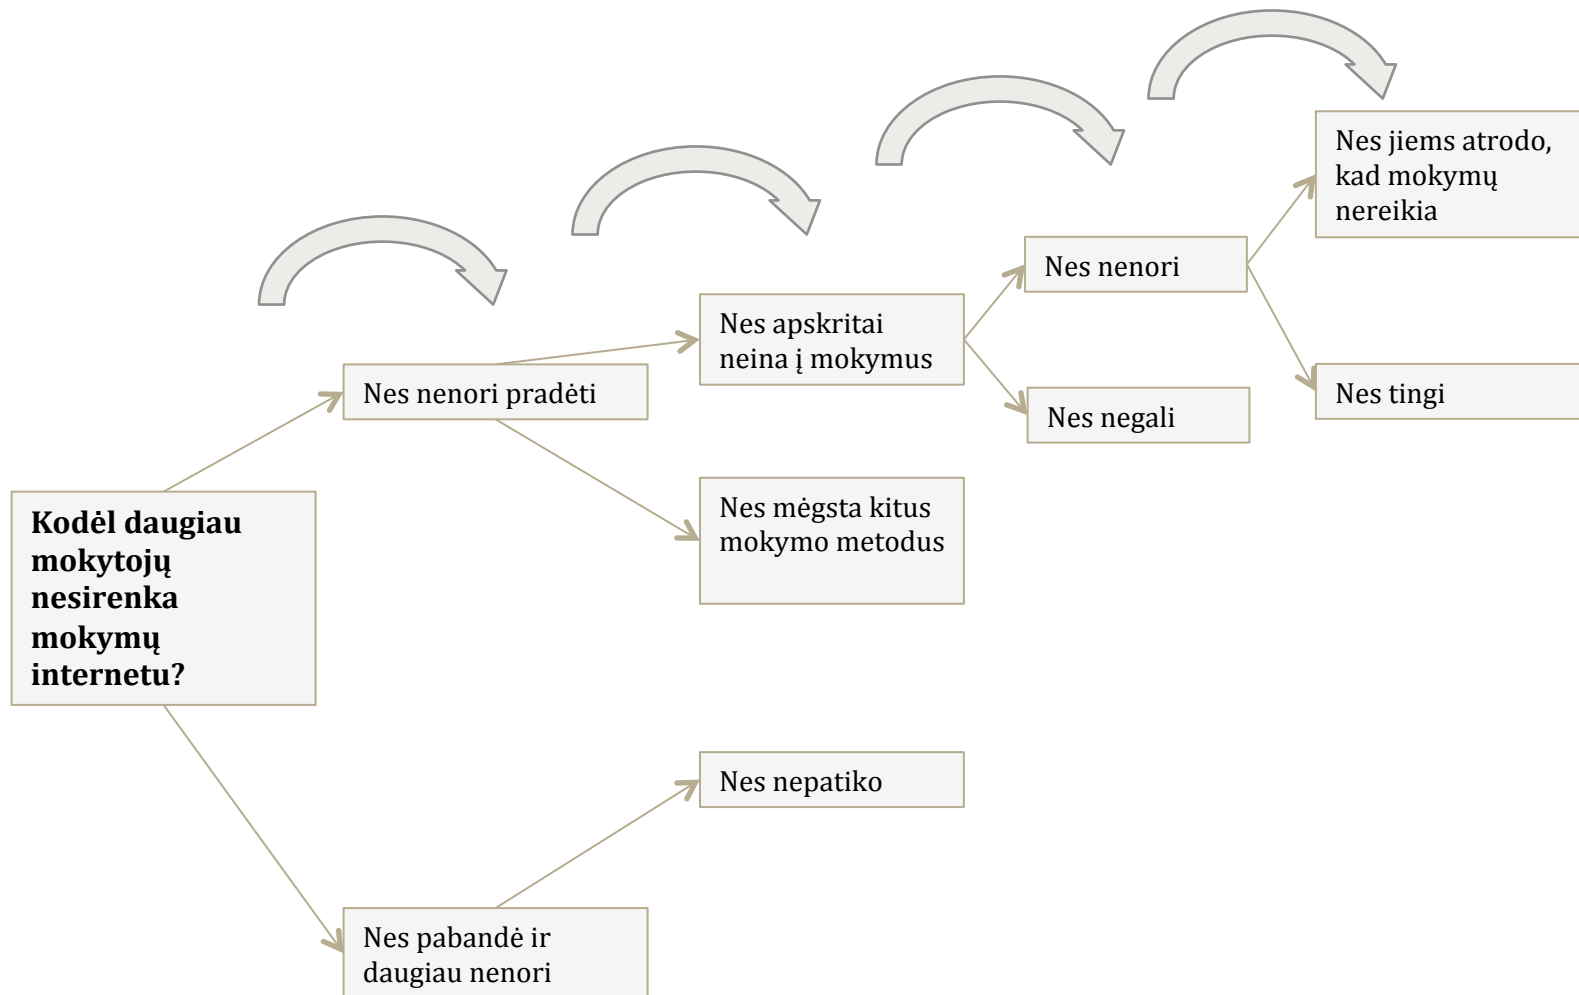 Kodėl daugiau
mokytojų
nesirenka
mokymų
internetu?
Nes nenori pradėti
Nes pabandė ir
daugiau nenori
Nes apskritai
neina į mokymus
Nes mėgsta kitus
mokymo metodus
Nes nepatiko
Nes nenori
Nes negali
Nes jiems atrodo,
kad mokymų
nereikia
Nes tingi